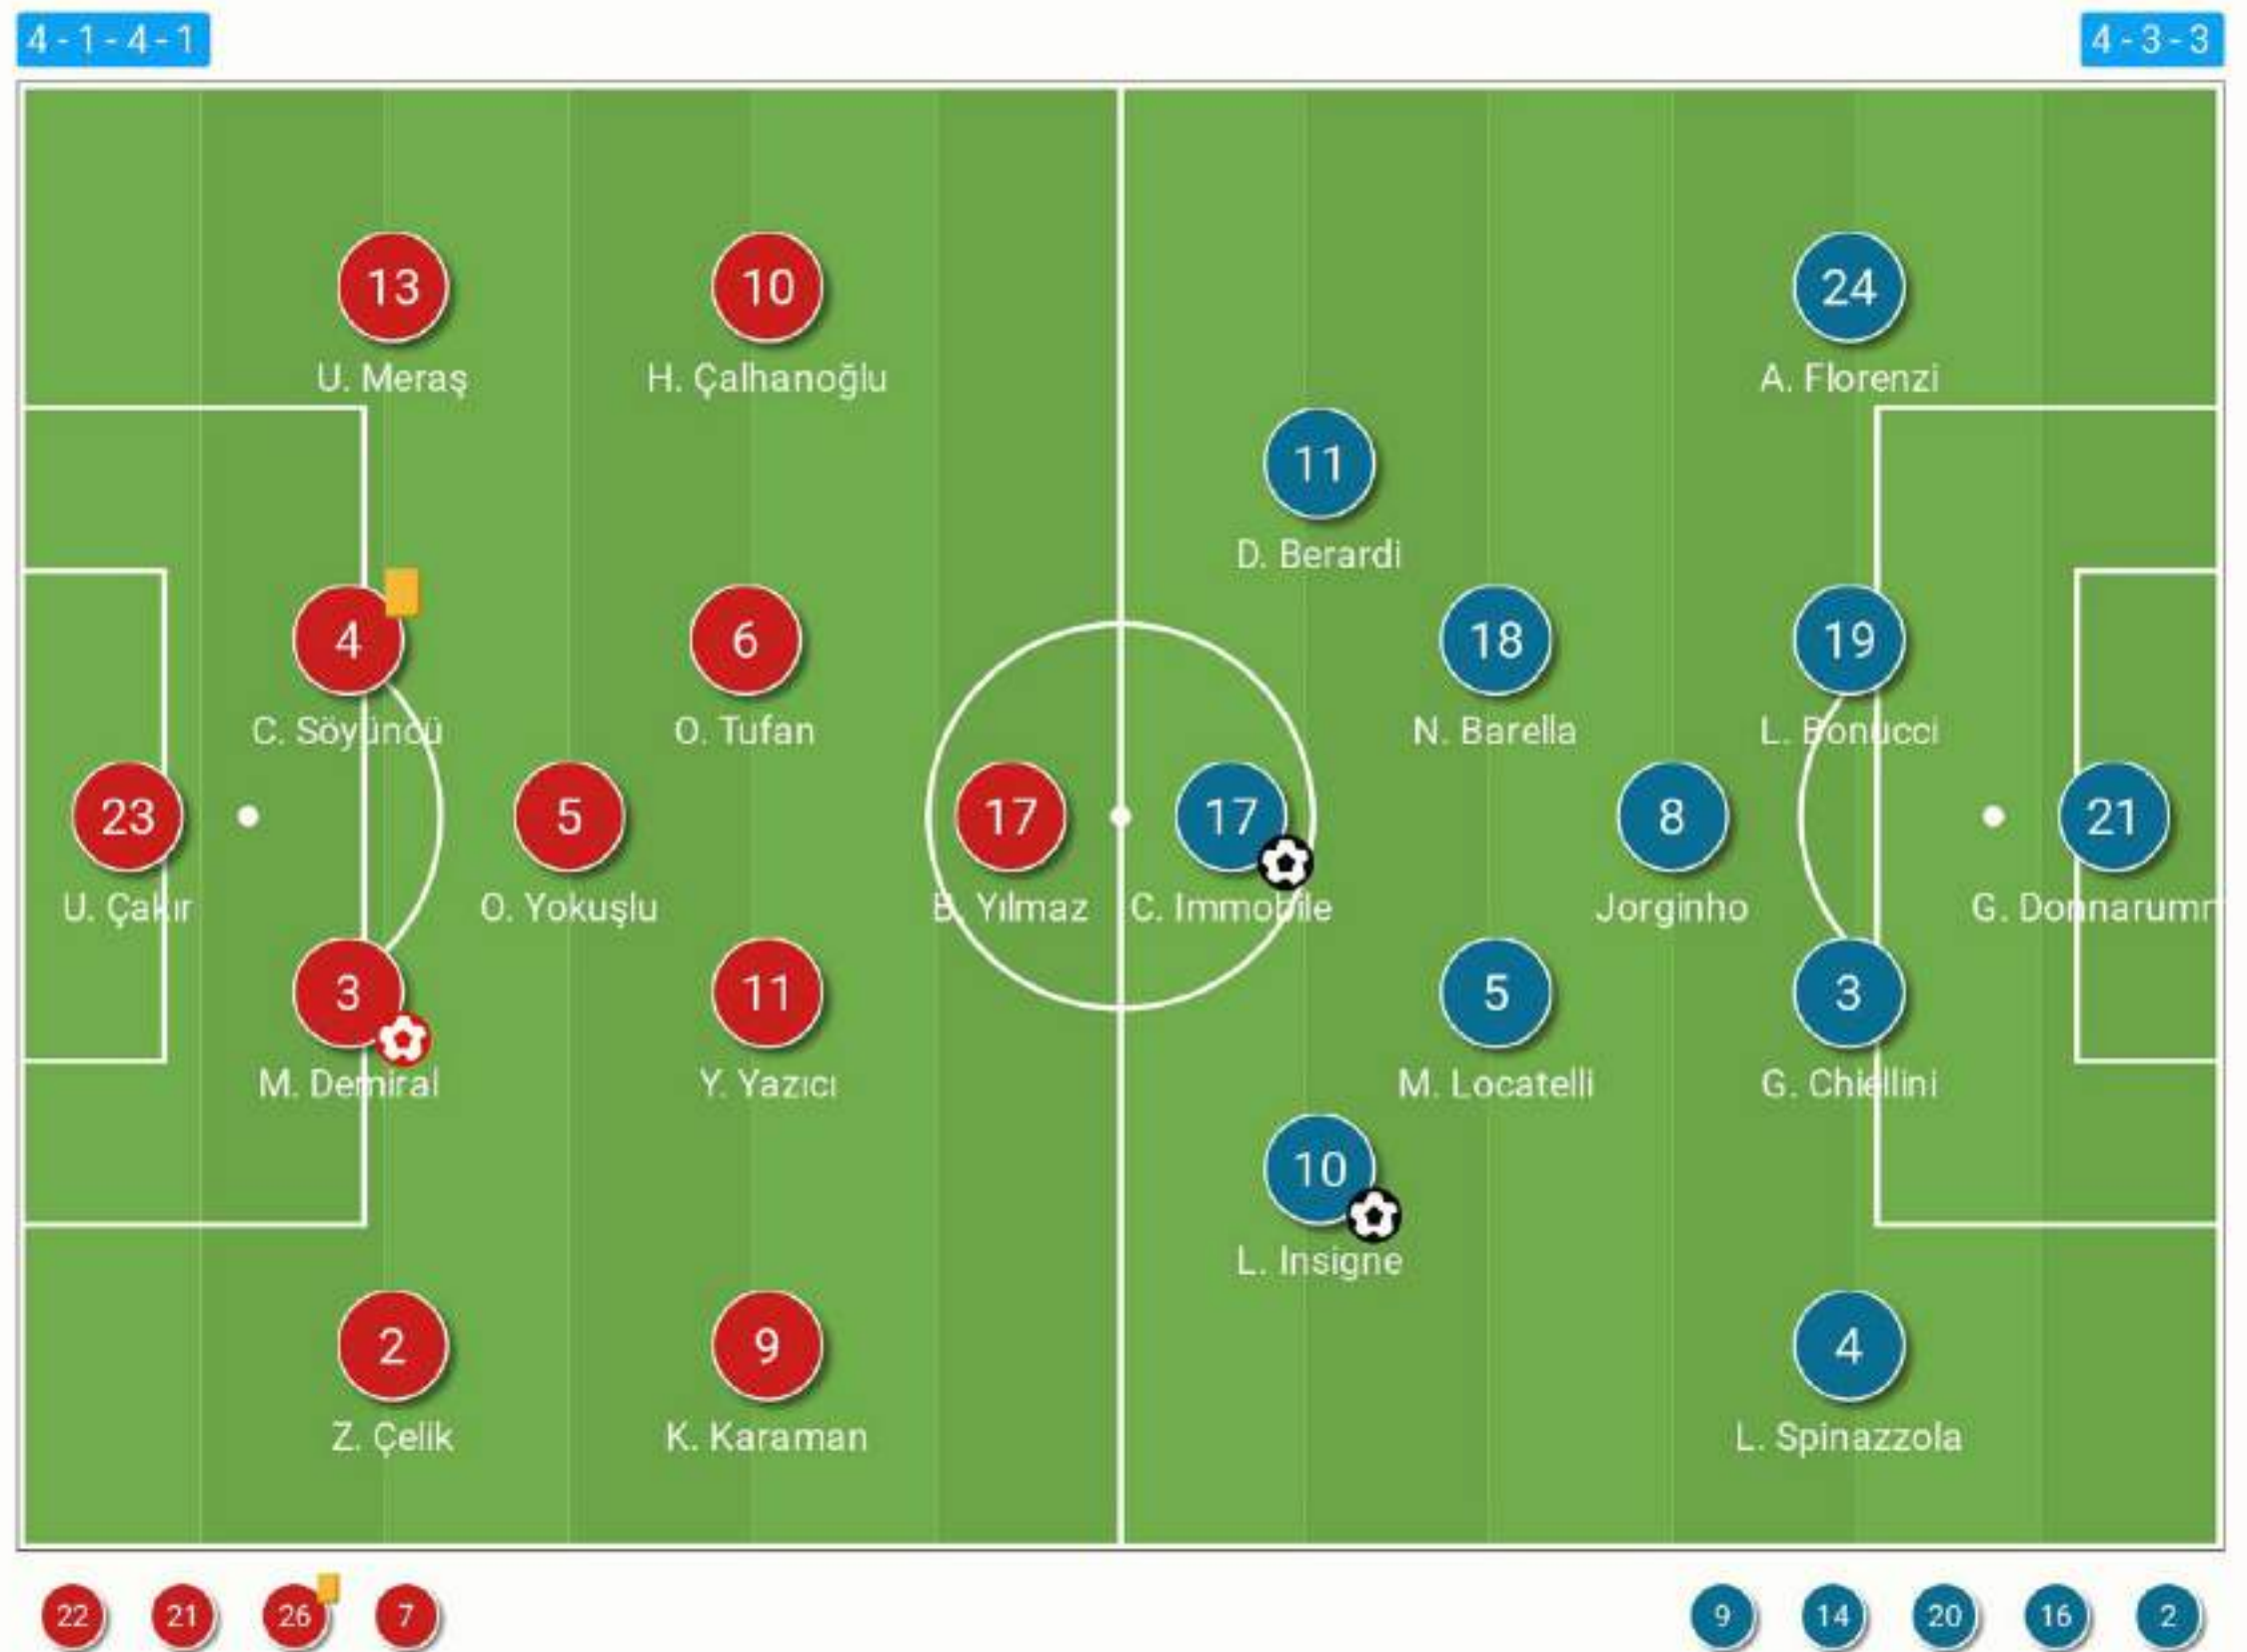 4 - 1 - 4 - 1
4 - 3 - 3
13
U. Meraş
10
H. Çalhanoğlu
24
A. Florenzi
11
D. Berardi
4
C. Söyüncü
6
O. Tufan
18
N. Barella
19
L. Bonucci
23
U. Çakır
5
O. Yokuşlu
17
B. Yılmaz
17
C. Immobile
8
Jorginho
21
G. Donnarumm
3
M. Demiral
11
Y. Yazıcı
5
M. Locatelli
3
G. Chiellini
10
L. Insigne
2
Z. Çelik
9
K. Karaman
4
L. Spinazzola
22
21
26
7
9
14
20
16
2